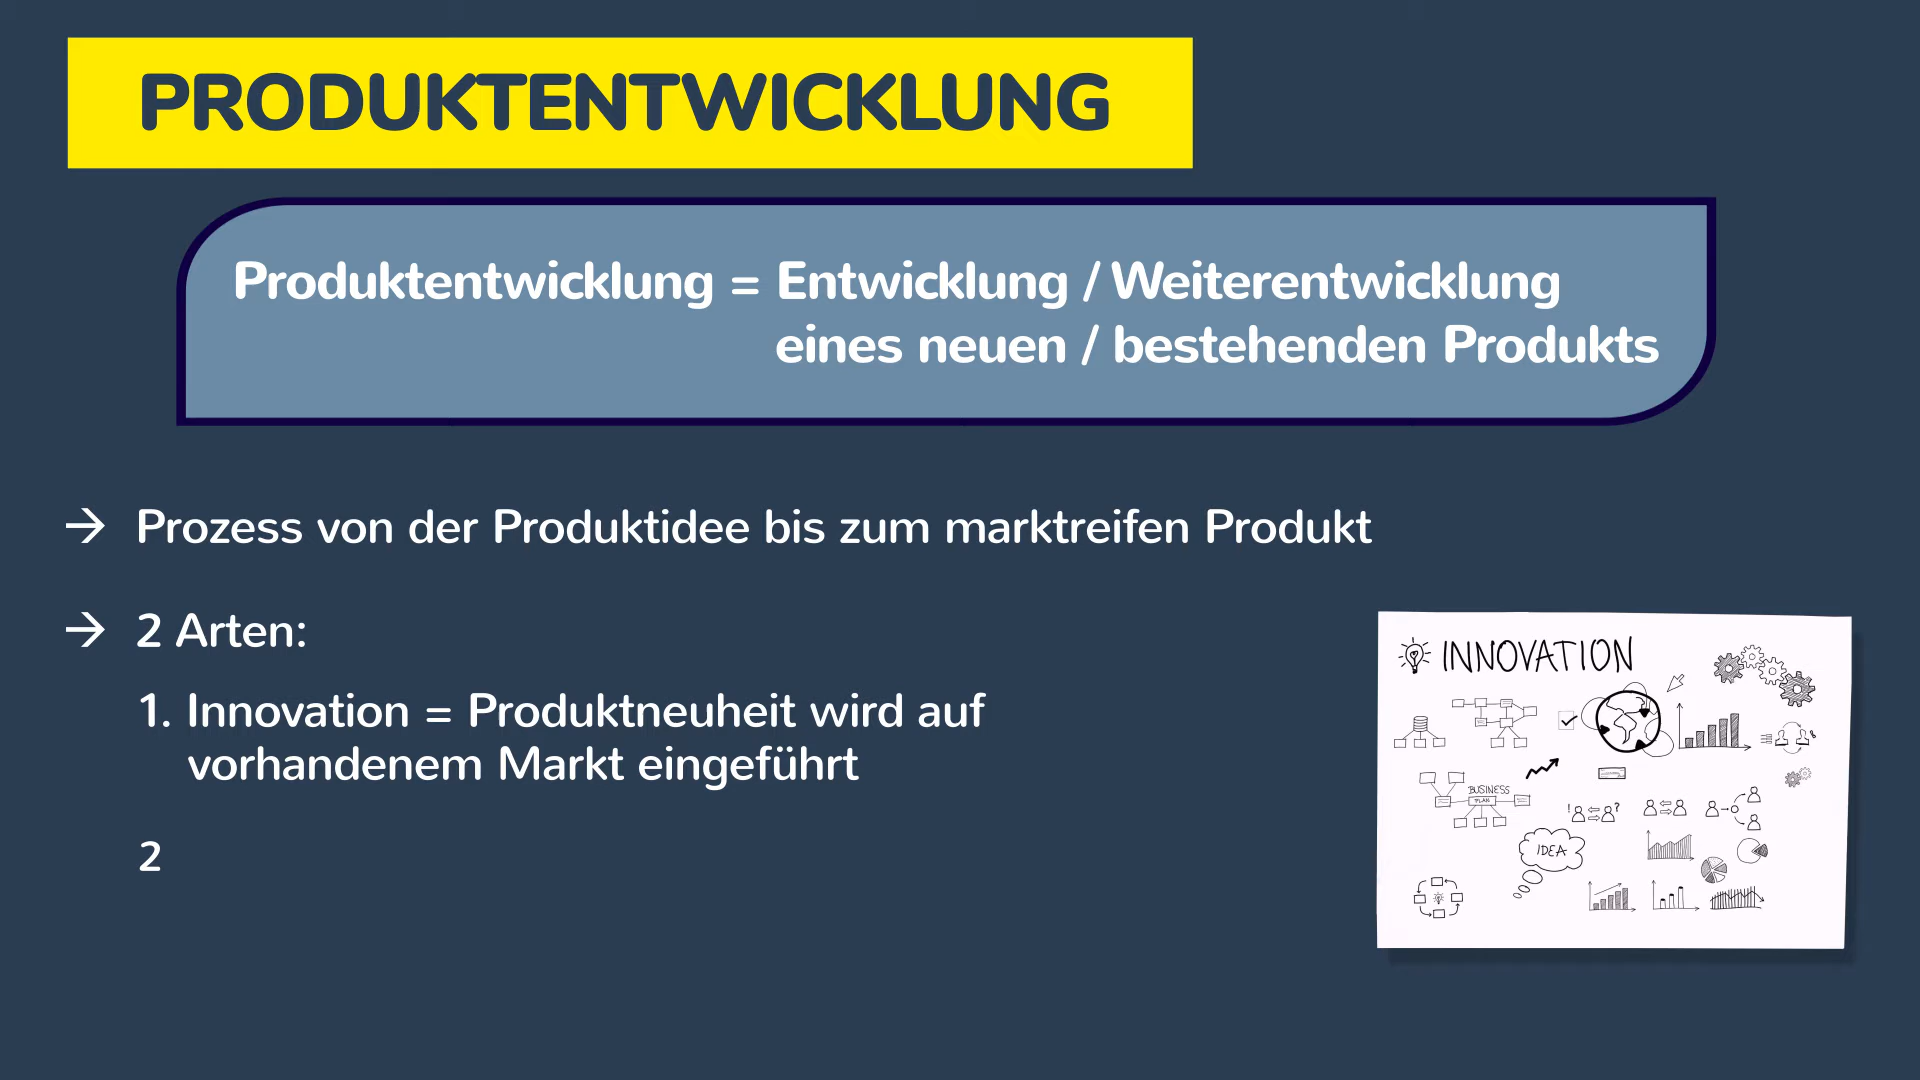 PRODUKTENTWICKLUNG
Produktentwicklung = Entwicklung / Weiterentwicklung
eines neuen / bestehenden Produkts
→ Prozess von der Produktidee bis zum marktreifen Produkt
→ 2 Arten:
1. Innovation = Produktneuheit wird auf
vorhandenem Markt eingeführt
2
INNOVATION
BUSINESS
PLAN
! ?
IDEA